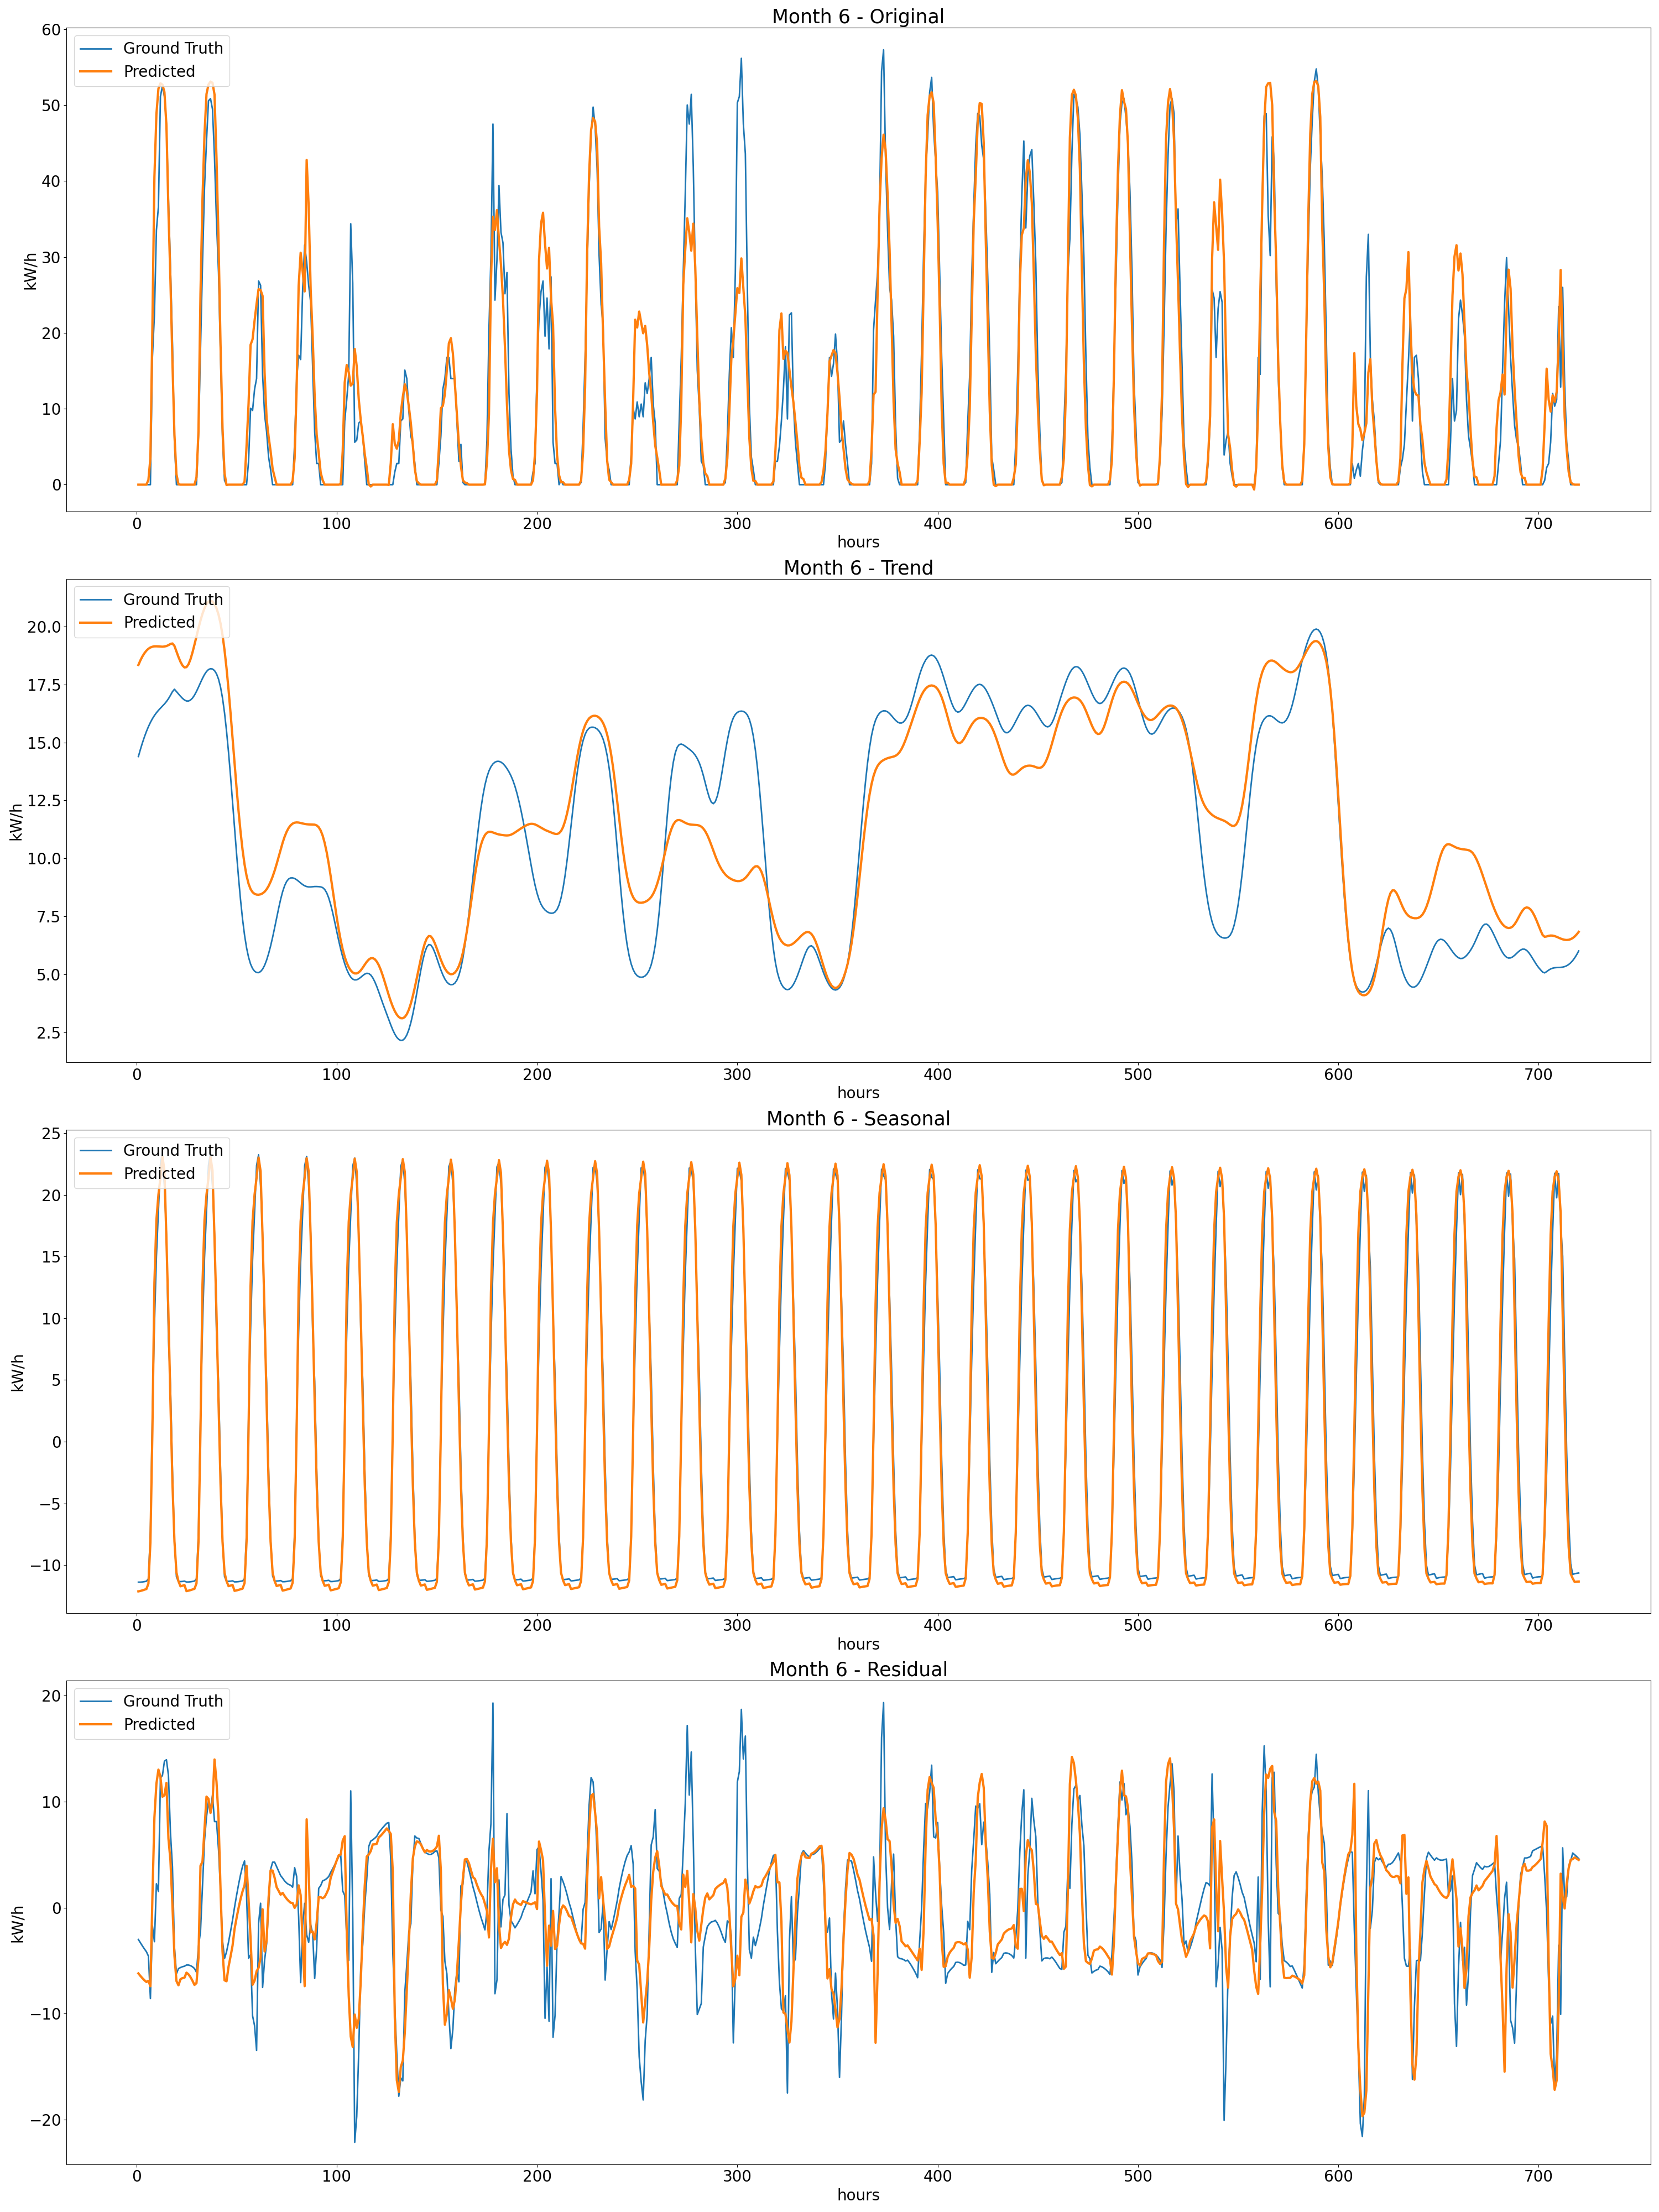 Month 6 - Original
Ground Truth
Predicted
60
50
40
30
20
10
0
kW/h
0 100 200 300 400 500 600 700
hours
Month 6 - Trend
Ground Truth
Predicted
20.0
17.5
15.0
12.5
10.0
7.5
5.0
2.5
kW/h
0 100 200 300 400 500 600 700
hours
Month 6 - Seasonal
Ground Truth
Predicted
25
20
15
10
5
0
−5
−10
kW/h
0 100 200 300 400 500 600 700
hours
Month 6 - Residual
Ground Truth
Predicted
20
10
0
−10
−20
kW/h
0 100 200 300 400 500 600 700
hours